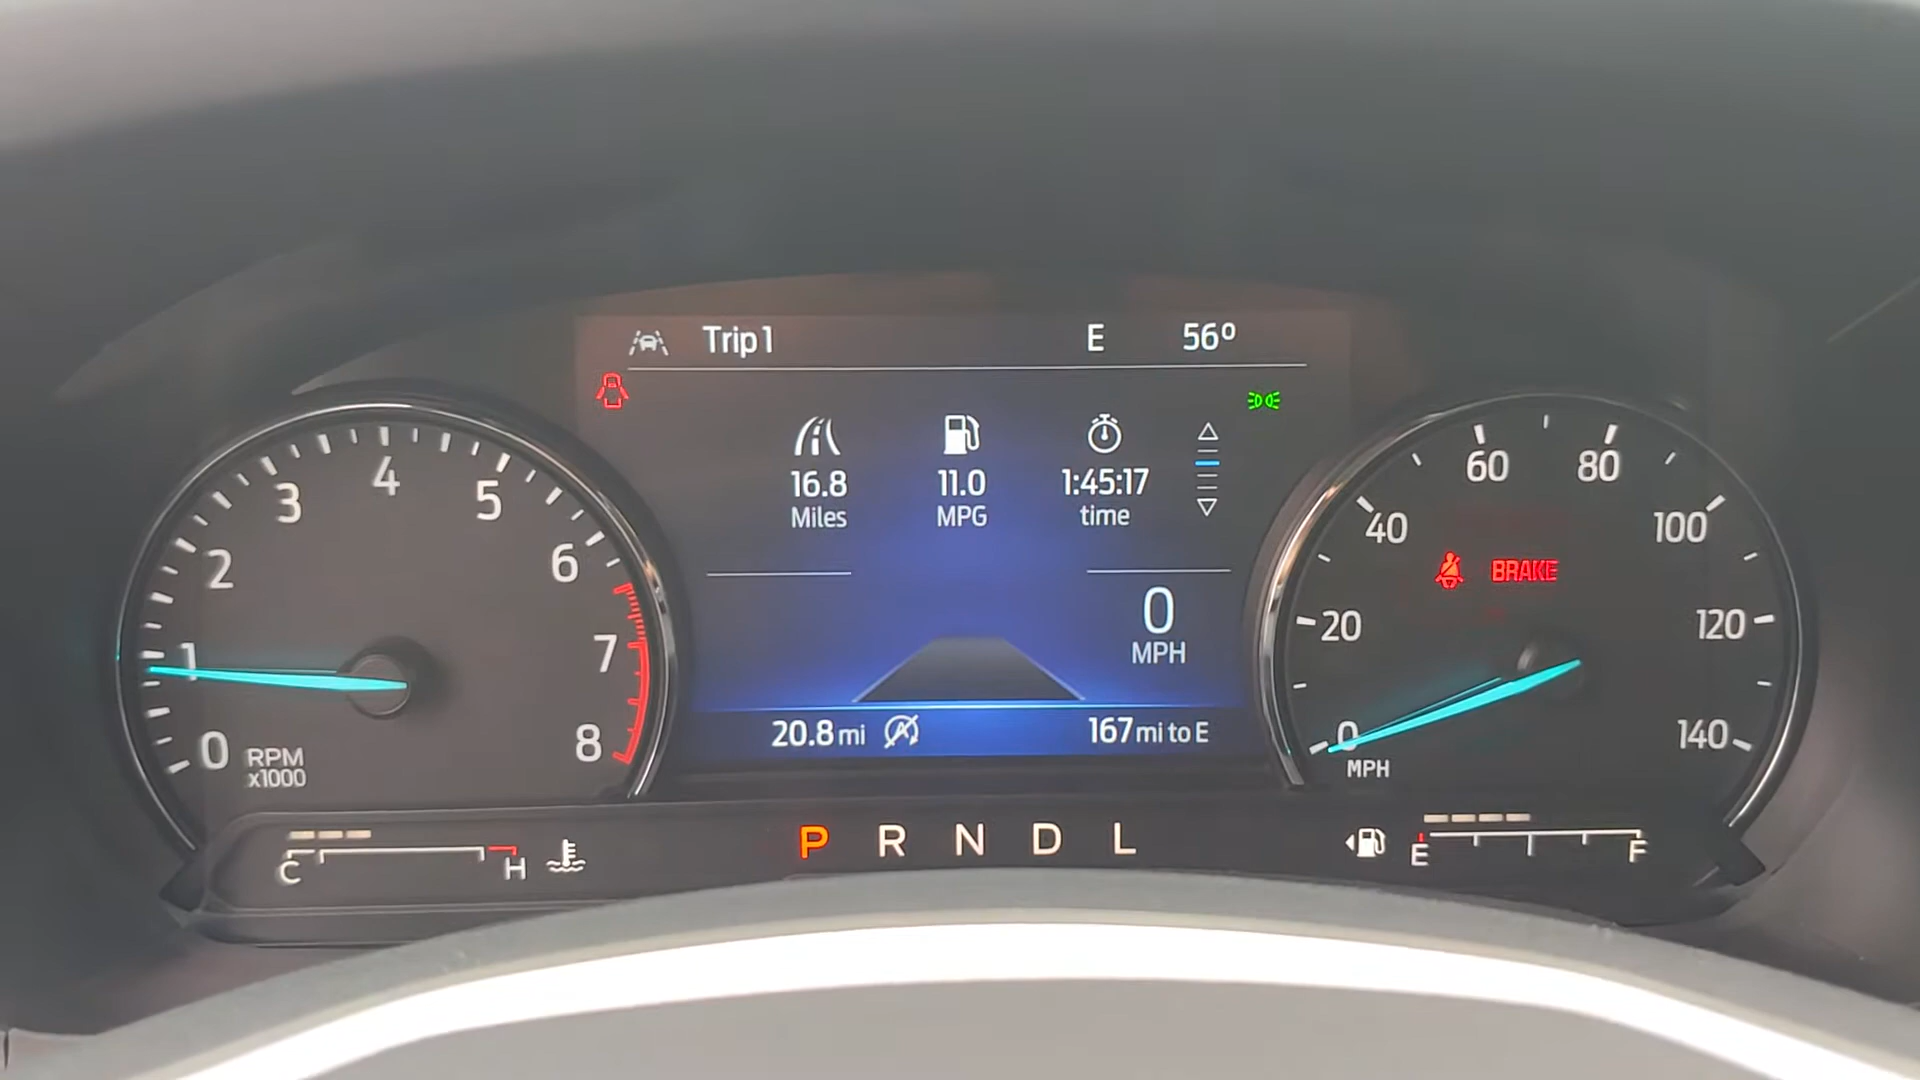 Trip 1 E 56º
16.8 11.0 1:45:17
Miles MPG time
0
MPH
20.8 mi 167 mi to E
0 1 2 3 4 5 6 7 8
RPM
x1000
0 20 40 60 80 100 120 140
MPH
BRAKE
C H
P R N D L
E F